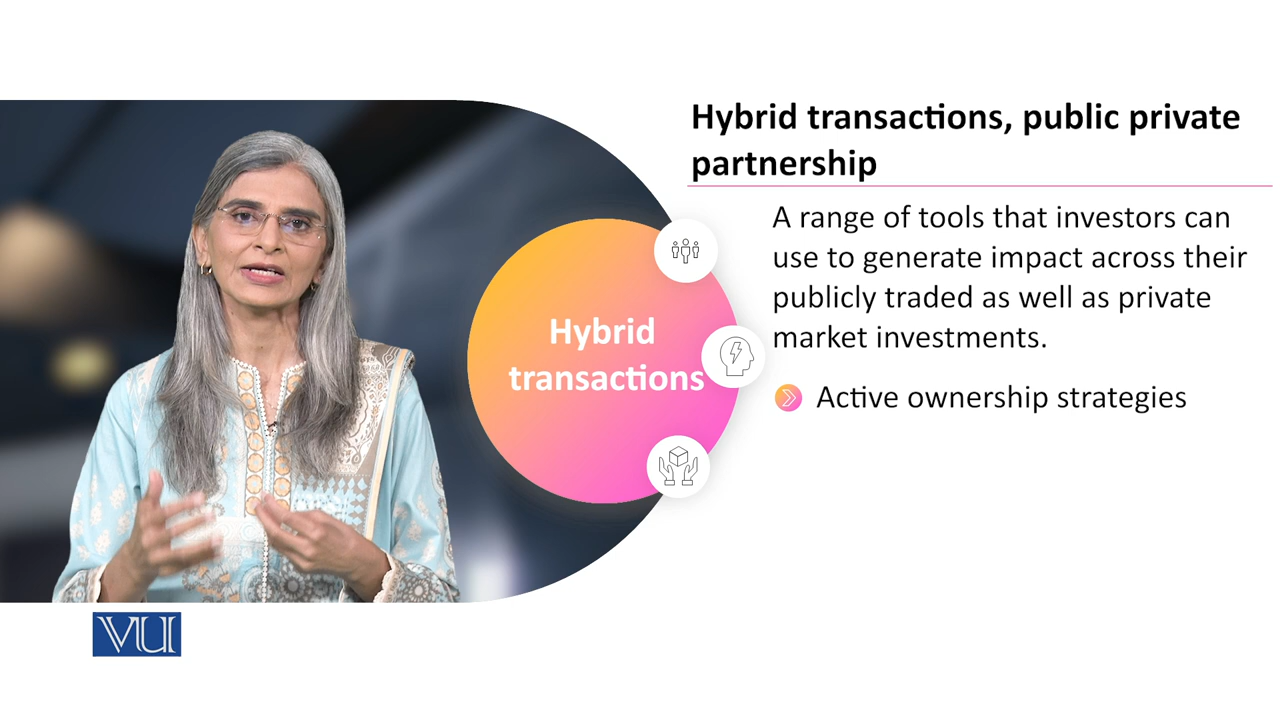 Hybrid transactions, public private
partnership
A range of tools that investors can
use to generate impact across their
publicly traded as well as private
market investments.
Active ownership strategies
Hybrid
transactions
VU